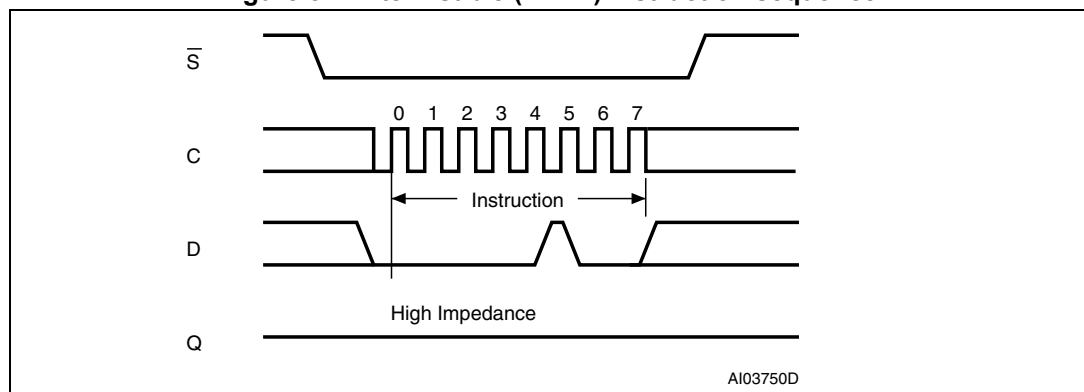 S̅
0 1 2 3 4 5 6 7
C
Instruction
D
High Impedance
Q
AI03750D